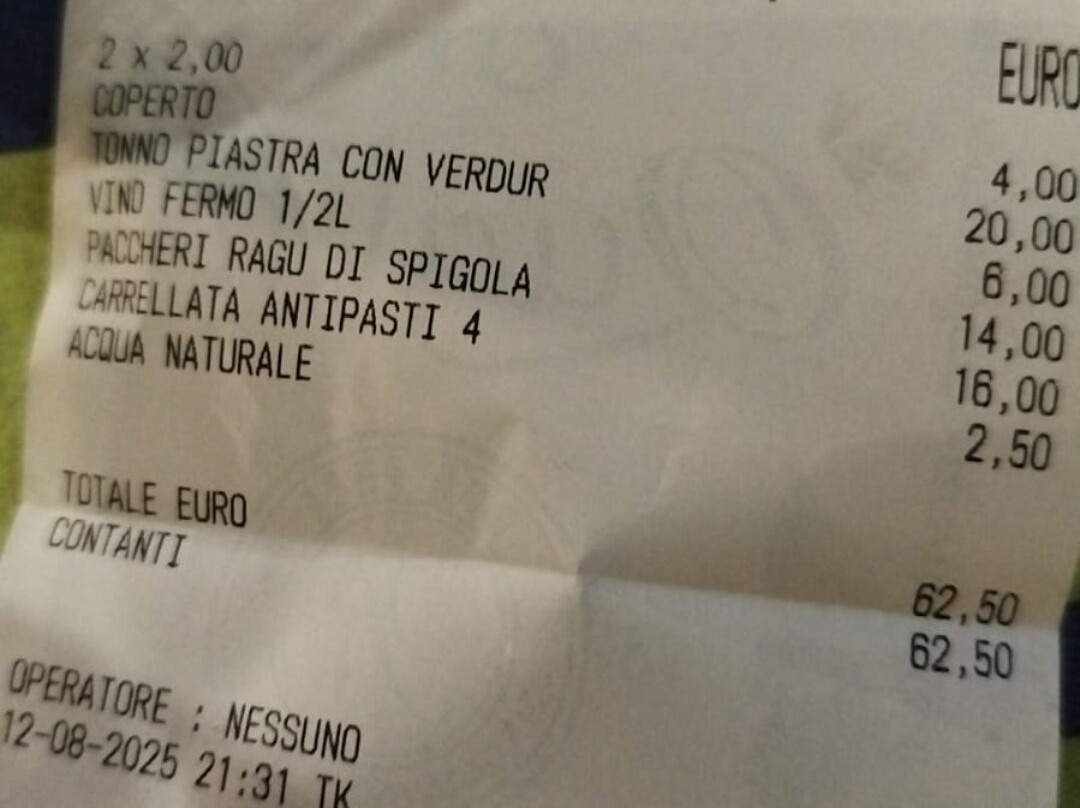 EURO
2 x 2,00
COPERTO 4,00
TONNO PIASTRA CON VERDUR 20,00
VINO FERMO 1/2L 6,00
PACCHERI RAGU DI SPIGOLA 14,00
CARRELLATA ANTIPASTI 4 16,00
ACQUA NATURALE 2,50
TOTALE EURO 62,50
CONTANTI 62,50
OPERATORE : NESSUNO
12-08-2025 21:31 TK